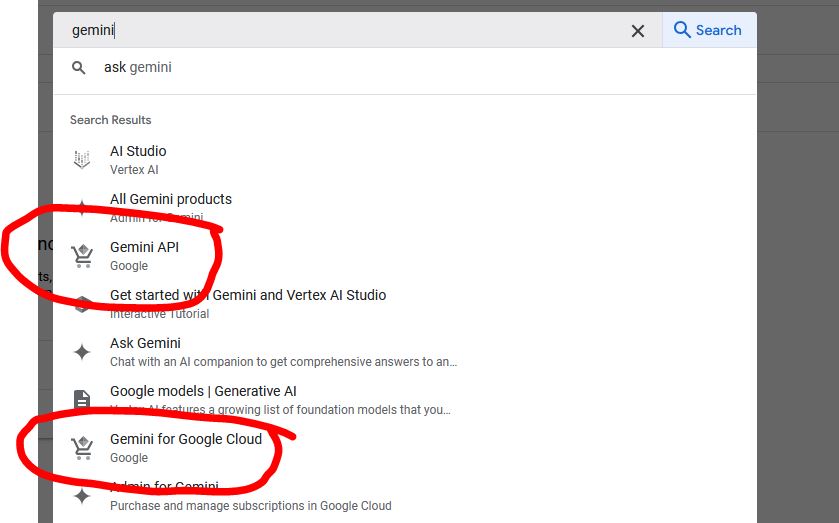 gemini
Search
ask gemini
Search Results
AI Studio
Vertex AI
All Gemini products
Admin for Gemini
Gemini API
Google
Get started with Gemini and Vertex AI Studio
Interactive Tutorial
Ask Gemini
Chat with an AI companion to get comprehensive answers to an...
Google models | Generative AI
Vertex AI features a growing list of foundation models that you...
Gemini for Google Cloud
Google
Admin for Gemini
Purchase and manage subscriptions in Google Cloud